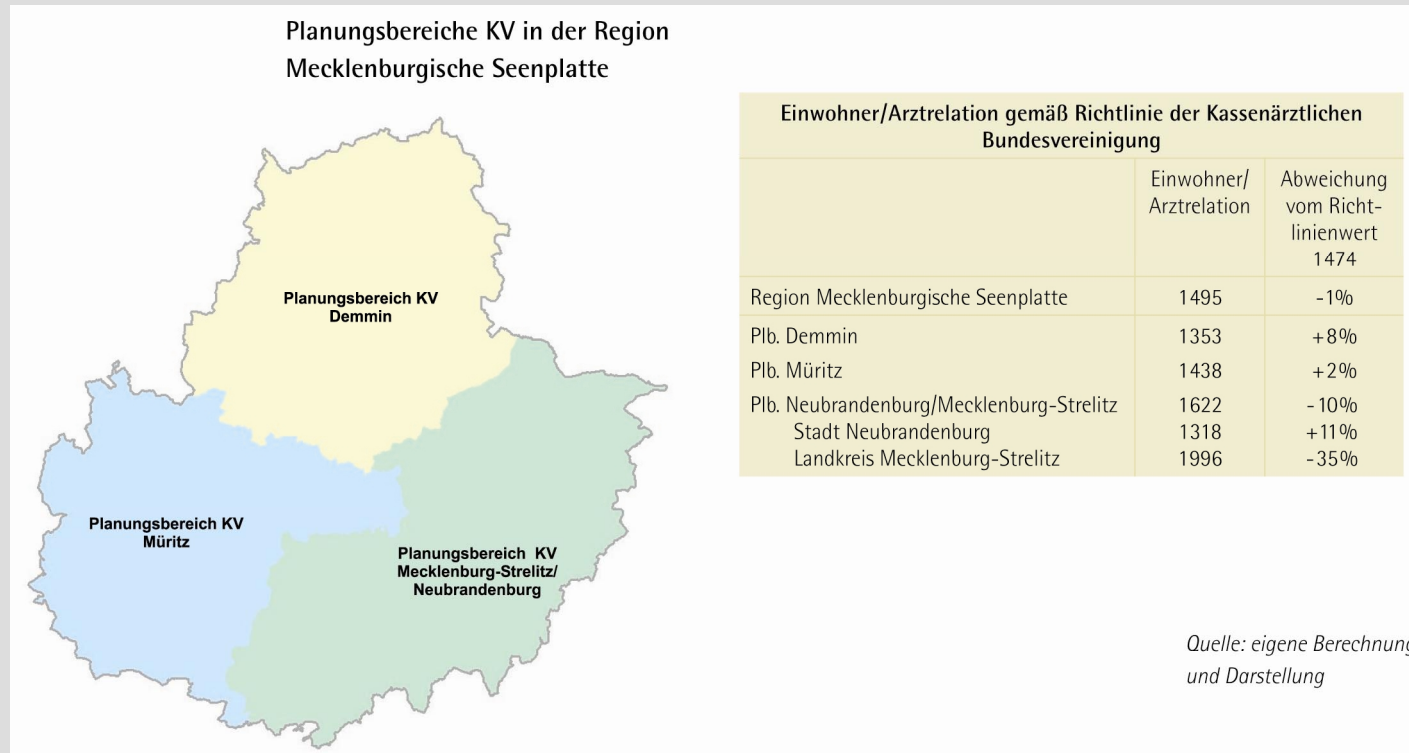 Planungsbereiche KV in der Region
Mecklenburgische Seenplatte
Planungsbereich KV
Demmin
Planungsbereich KV
Müritz
Planungsbereich KV
Mecklenburg-Strelitz/
Neubrandenburg
Einwohner/Arztrelation gemäß Richtlinie der Kassenärztlichen
Bundesvereinigung
Einwohner/ Abweichung
Arztrelation vom Richt-
linienwert
1474
Region Mecklenburgische Seenplatte 1495 -1%
Plb. Demmin 1353 +8%
Plb. Müritz 1438 +2%
Plb. Neubrandenburg/Mecklenburg-Strelitz 1622 -10%
Stadt Neubrandenburg 1318 +11%
Landkreis Mecklenburg-Strelitz 1996 -35%
Quelle: eigene Berechnung
und Darstellung